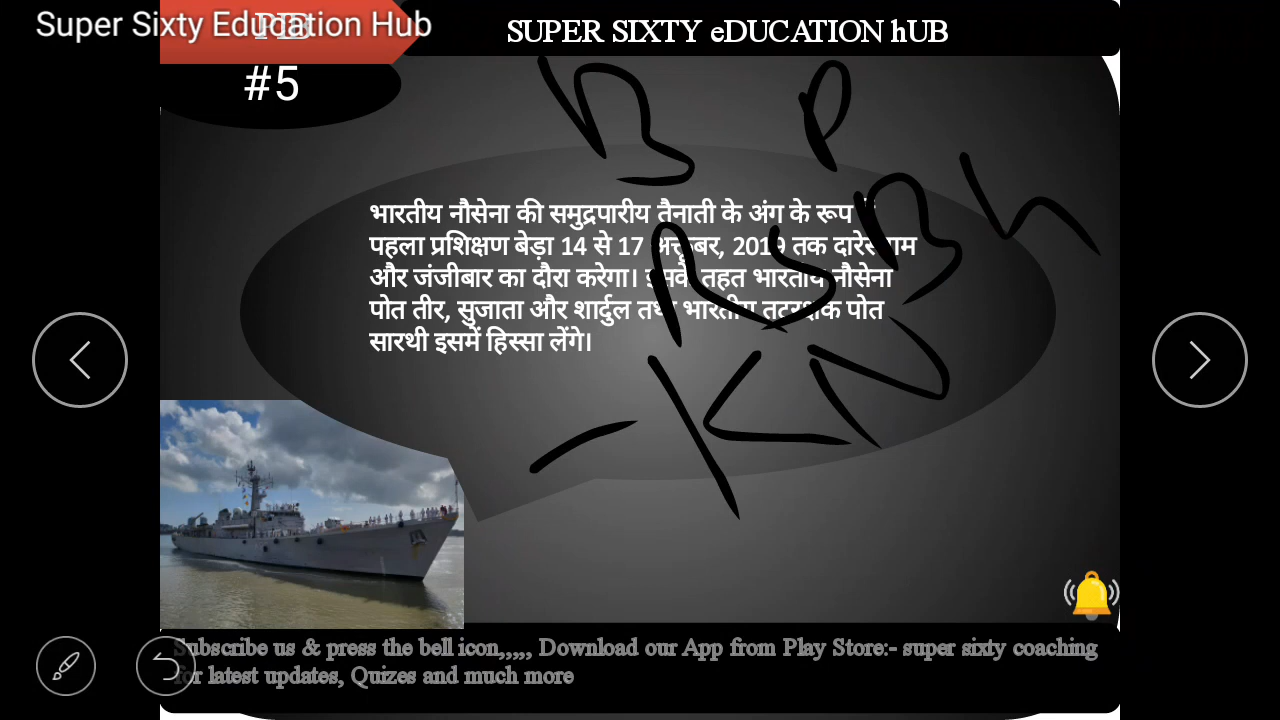 Super Sixty Education Hub
PIB
SUPER SIXTY eDUCATION hUB
#5
भारतीय नौसेना की समुद्रपारीय तैनाती के अंग के रूप
पहला प्रशिक्षण बेड़ा 14 से 17 अक्तूबर, 2019 तक दारेस्सलाम
और जंजीबार का दौरा करेगा। इसके तहत भारतीय नौसेना
पोत तीर, सुजाता और शार्दुल तथा भारतीय तटरक्षक पोत
सारथी इसमें हिस्सा लेंगे।
Subscribe us & press the bell icon,,,,, Download our App from Play Store:- super sixty coaching
for latest updates, Quizes and much more